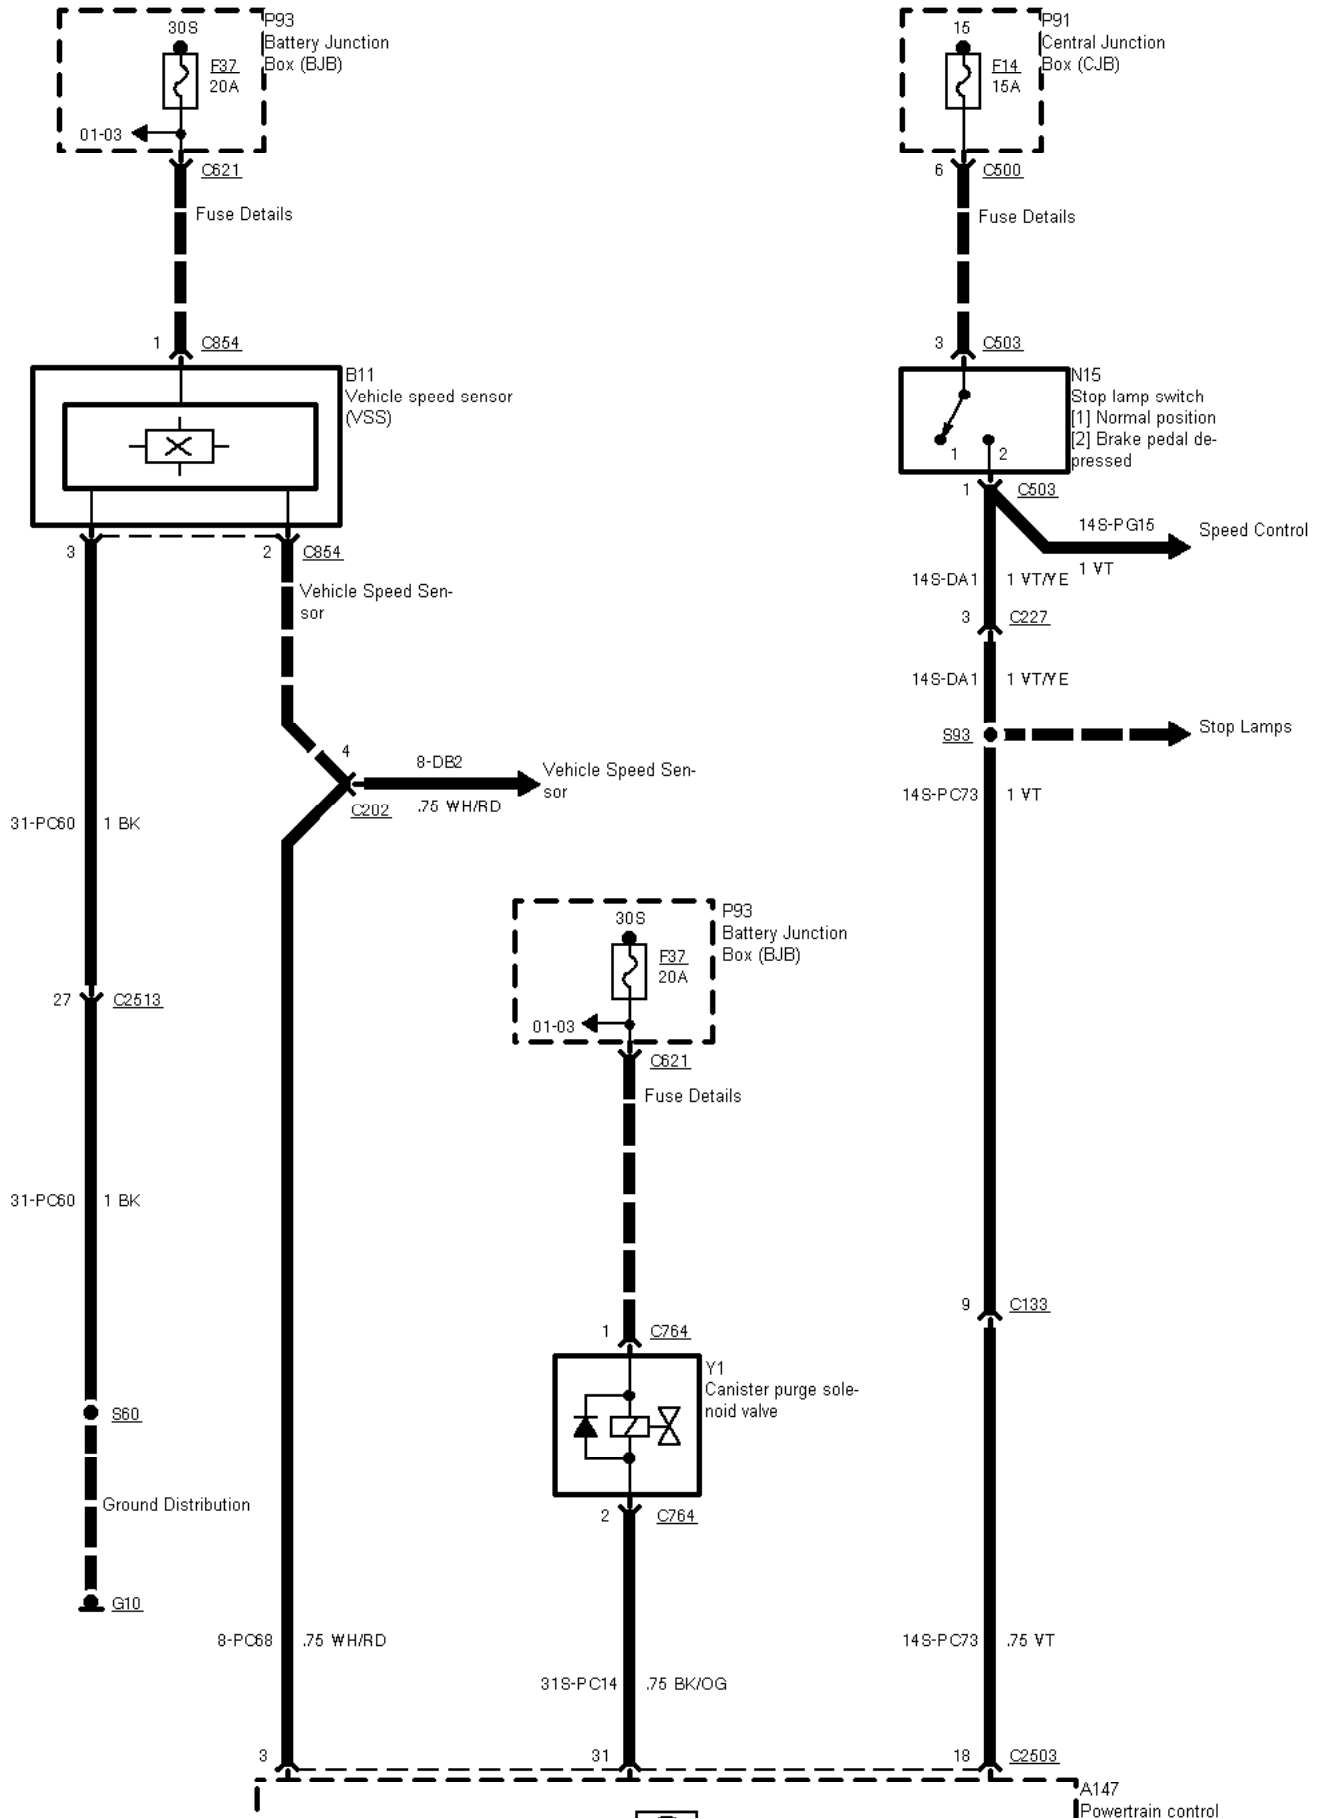 30S
F37
20A
01-03
P93
Battery Junction
Box (BJB)
C621
Fuse Details
1
C854
B11
Vehicle speed sensor
(VSS)
3
2
C854
Vehicle Speed Sen-
sor
4
8-DB2
.75 WH/RD
C202
Vehicle Speed Sen-
sor
31-PC60
1 BK
27
C2513
31-PC60
1 BK
S60
Ground Distribution
G10
8-PC68
.75 WH/RD
3
30S
F37
20A
01-03
P93
Battery Junction
Box (BJB)
C621
Fuse Details
1
C764
Y1
Canister purge sole-
noid valve
2
C764
31S-PC14
.75 BK/OG
31
15
F14
15A
P91
Central Junction
Box (CJB)
6
C500
Fuse Details
3
C503
1
2
N15
Stop lamp switch
[1] Normal position
[2] Brake pedal de-
pressed
1
C503
14S-PG15
1 VT
Speed Control
14S-DA1
1 VT/YE
3
C227
14S-DA1
1 VT/YE
S93
Stop Lamps
14S-PC73
1 VT
9
C133
14S-PC73
.75 VT
18
C2503
A147
Powertrain control